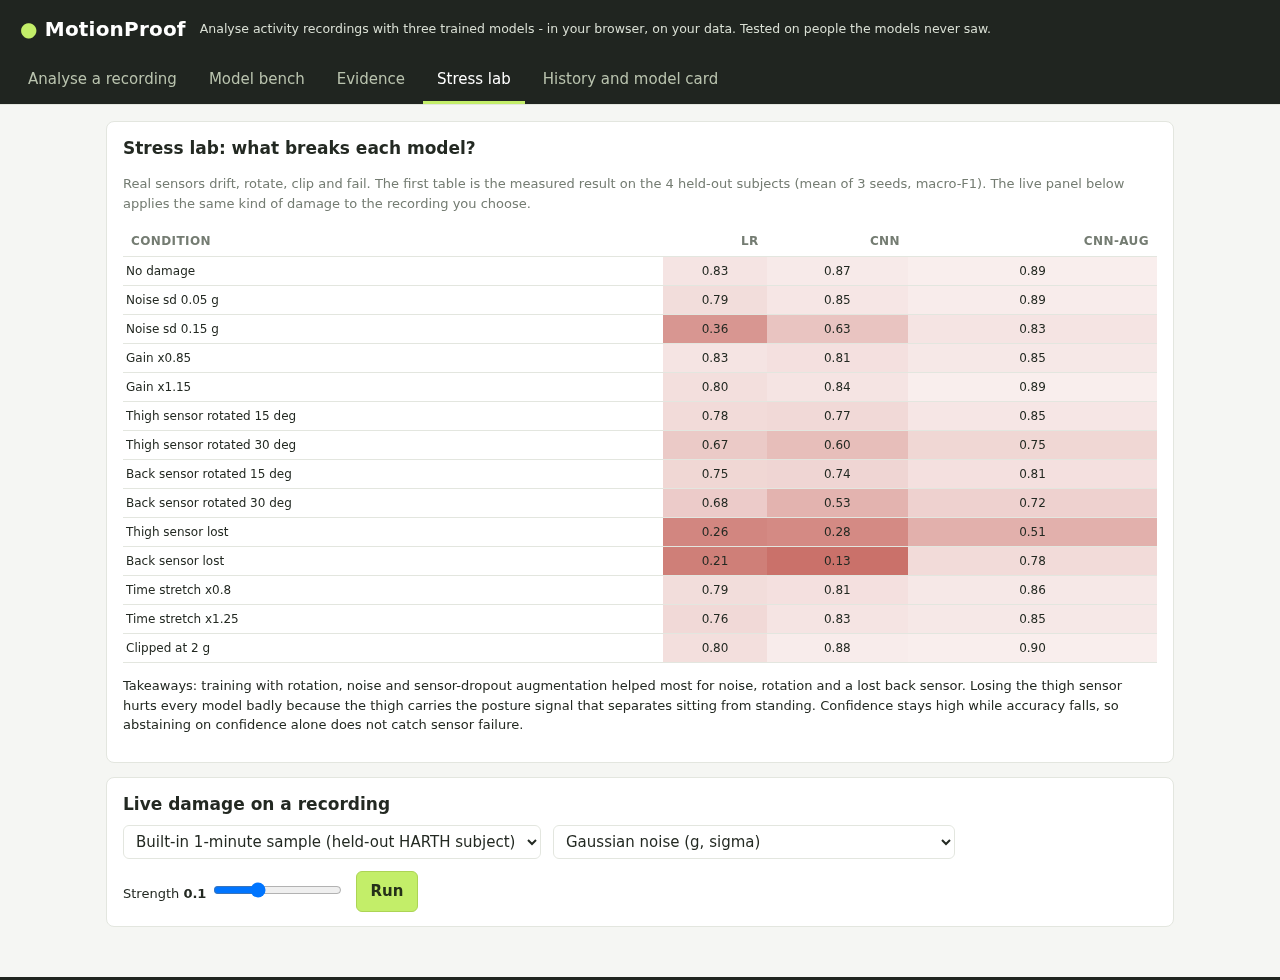 MotionProof Analyse activity recordings with three trained models - in your browser, on your data. Tested on people the models never saw.
Analyse a recording Model bench Evidence Stress lab History and model card
Stress lab: what breaks each model?
Real sensors drift, rotate, clip and fail. The first table is the measured result on the 4 held-out subjects (mean of 3 seeds, macro-F1). The live panel below
applies the same kind of damage to the recording you choose.
CONDITION LR CNN CNN-AUG
No damage 0.83 0.87 0.89
Noise sd 0.05 g 0.79 0.85 0.89
Noise sd 0.15 g 0.36 0.63 0.83
Gain x0.85 0.83 0.81 0.85
Gain x1.15 0.80 0.84 0.89
Thigh sensor rotated 15 deg 0.78 0.77 0.85
Thigh sensor rotated 30 deg 0.67 0.60 0.75
Back sensor rotated 15 deg 0.75 0.74 0.81
Back sensor rotated 30 deg 0.68 0.53 0.72
Thigh sensor lost 0.26 0.28 0.51
Back sensor lost 0.21 0.13 0.78
Time stretch x0.8 0.79 0.81 0.86
Time stretch x1.25 0.76 0.83 0.85
Clipped at 2 g 0.80 0.88 0.90
Takeaways: training with rotation, noise and sensor-dropout augmentation helped most for noise, rotation and a lost back sensor. Losing the thigh sensor
hurts every model badly because the thigh carries the posture signal that separates sitting from standing. Confidence stays high while accuracy falls, so
abstaining on confidence alone does not catch sensor failure.
Live damage on a recording
Built-in 1-minute sample (held-out HARTH subject) Gaussian noise (g, sigma)
Strength 0.1 Run